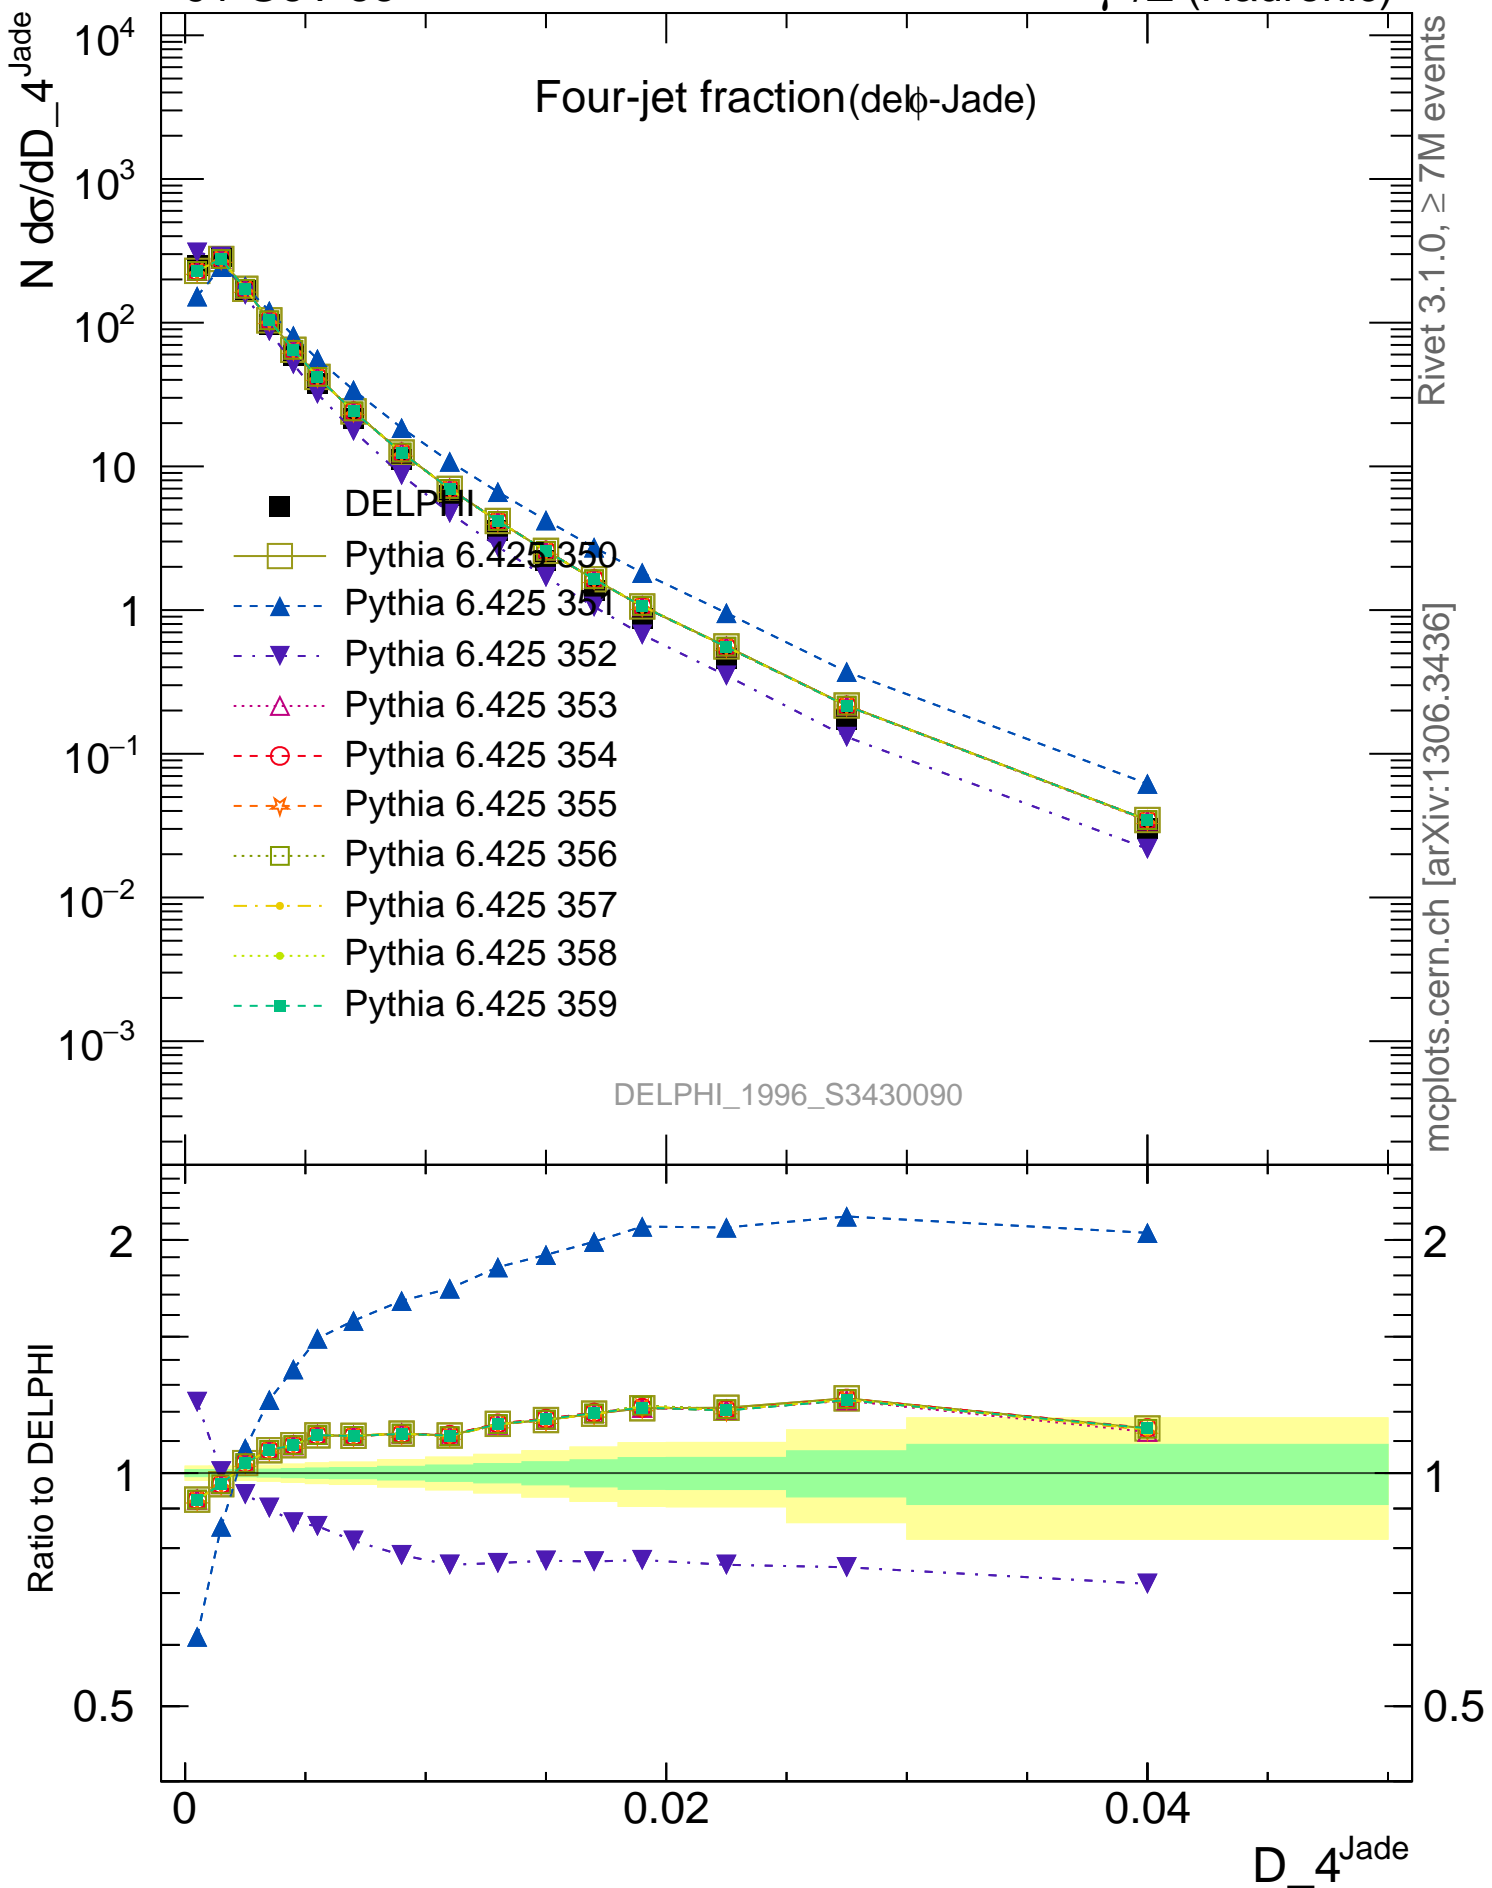 Four-jet fraction (delϕ-Jade)
N dσ/dD_4^Jade
10^4
10^3
10^2
10
1
10^−1
10^−2
10^−3
DELPHI
Pythia 6.425 350
Pythia 6.425 351
Pythia 6.425 352
Pythia 6.425 353
Pythia 6.425 354
Pythia 6.425 355
Pythia 6.425 356
Pythia 6.425 357
Pythia 6.425 358
Pythia 6.425 359
DELPHI_1996_S3430090
Rivet 3.1.0, ≥ 7M events
mcplots.cern.ch [arXiv:1306.3436]
Ratio to DELPHI
2
1
0.5
2
1
0.5
0
0.02
0.04
D_4^Jade